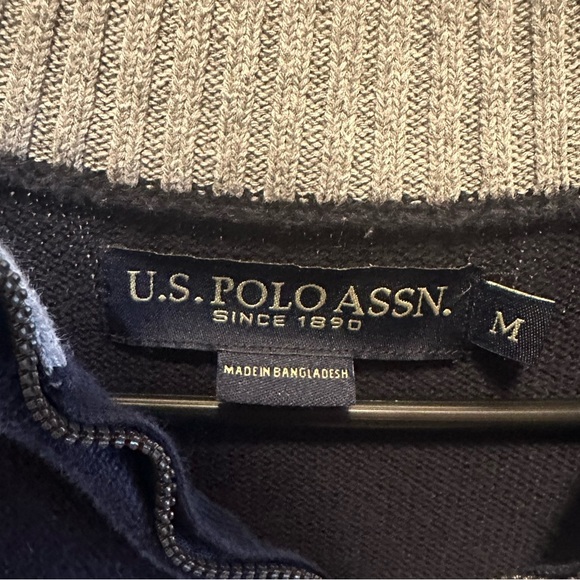 U.S. POLO ASSN.
SINCE 1890
M
MADE IN BANGLADESH